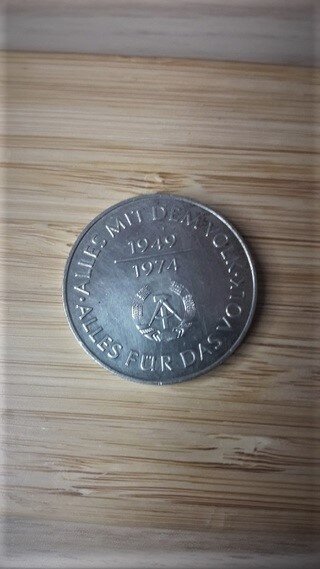 • ALLES MIT DEM VOLK •
1949
1974
ALLES FÜR DAS VOLK